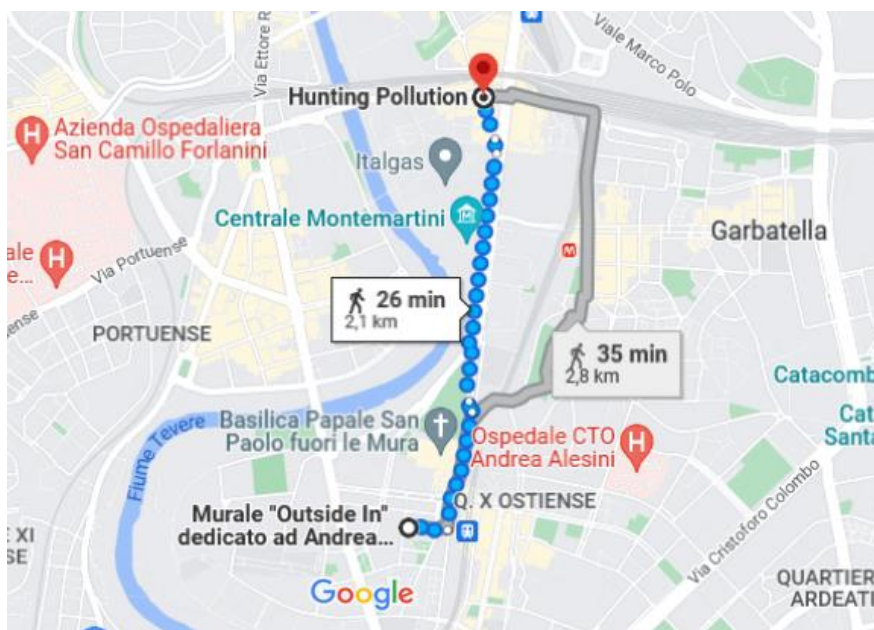 Via Ettore R
Viale Marco Polo
Hunting Pollution
Azienda Ospedaliera
San Camillo Forlanini
Italgas
Centrale Montemartini
Garbatella
ale
e...
Via Portuense
ense
26 min
2,1 km
PORTUENSE
35 min
2,8 km
Catacomb
Cat
Santa
Basilica Papale San
Paolo fuori le Mura
Ospedale CTO
Andrea Alesini
Fiume Tevere
Q. X OSTIENSE
Murale "Outside In"
dedicato ad Andrea...
E XI
SE
Via Cristoforo Colombo
Google
QUARTIER
ARDEATI